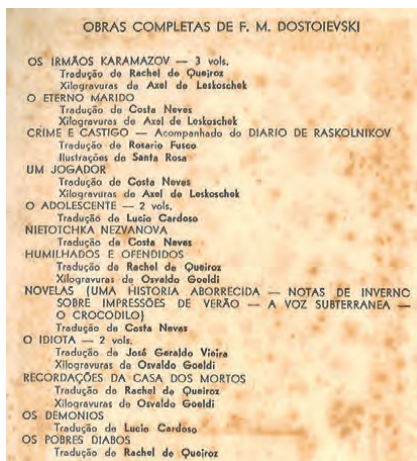 OBRAS COMPLETAS DE F. M. DOSTOIEVSKI
OS IRMÃOS KARAMAZOV — 3 vols.
Tradução de Rachel de Queiroz
Xilogravuras de Axel de Leskoschek
O ETERNO MARIDO
Tradução de Costa Neves
Xilogravuras de Axel de Leskoschek
CRIME E CASTIGO — Acompanhado do DIARIO DE RASKOLNIKOV
Tradução de Rosario Fusco
Ilustrações de Santa Rosa
UM JOGADOR
Tradução de Costa Neves
Xilogravuras de Axel de Leskoschek
O ADOLESCENTE — 2 vols.
Tradução de Lucio Cardoso
NIETOTCHKA NEZVANOVA
Tradução de Costa Neves
HUMILHADOS E OFENDIDOS
Tradução de Rachel de Queiroz
Xilogravuras de Osvaldo Goeldi
NOVELAS (UMA HISTORIA ABORRECIDA — NOTAS DE INVERNO
SOBRE IMPRESSÕES DE VERÃO — A VOZ SUBTERRANEA —
O CROCODILO)
Tradução de Costa Neves
O IDIOTA — 2 vols.
Tradução de José Geraldo Vieira
Xilogravuras de Osvaldo Goeldi
RECORDAÇÕES DA CASA DOS MORTOS
Tradução de Rachel de Queiroz
Xilogravuras de Osvaldo Goeldi
OS DEMONIOS
Tradução de Lucio Cardoso
OS POBRES DIABOS
Tradução de Rachel de Queiroz